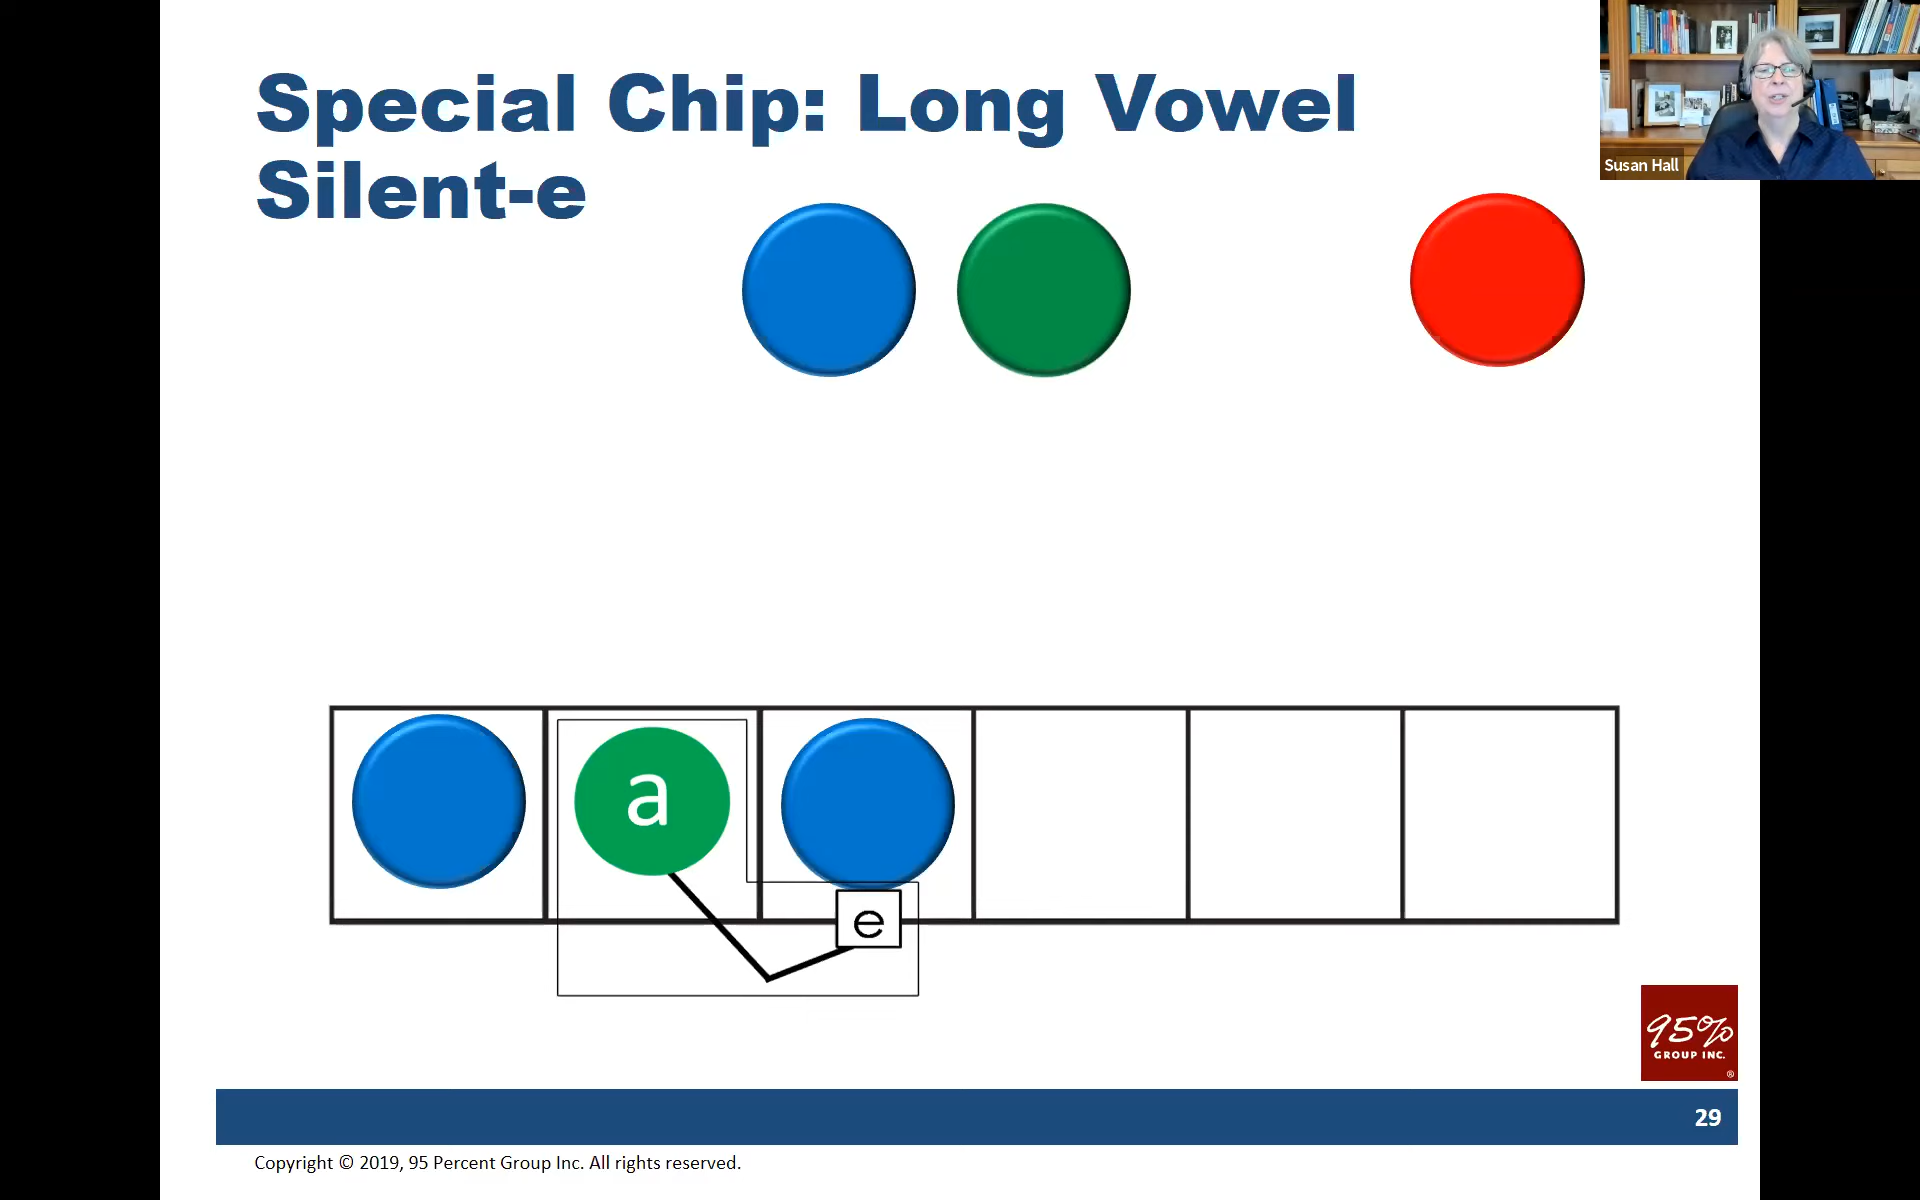 Special Chip: Long Vowel
Silent-e
Susan Hall
a
e
95%
GROUP INC.
®
29
Copyright © 2019, 95 Percent Group Inc. All rights reserved.